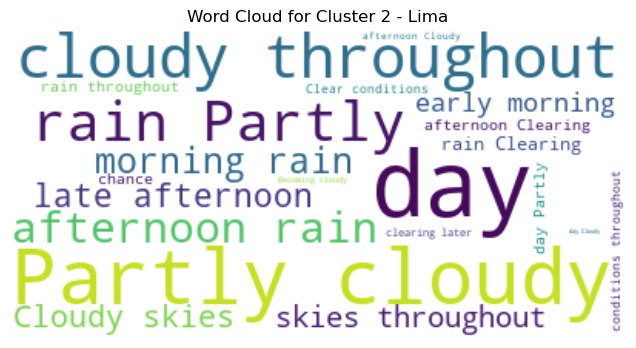 Word Cloud for Cluster 2 - Lima
afternoon Cloudy
cloudy throughout
rain throughout
Clear conditions
early morning
rain Partly
afternoon Clearing
rain Clearing
morning rain
day
chance
Becoming cloudy
late afternoon
day Partly
conditions throughout
afternoon rain
clearing later
day Cloudy
Partly cloudy
Cloudy skies
skies throughout